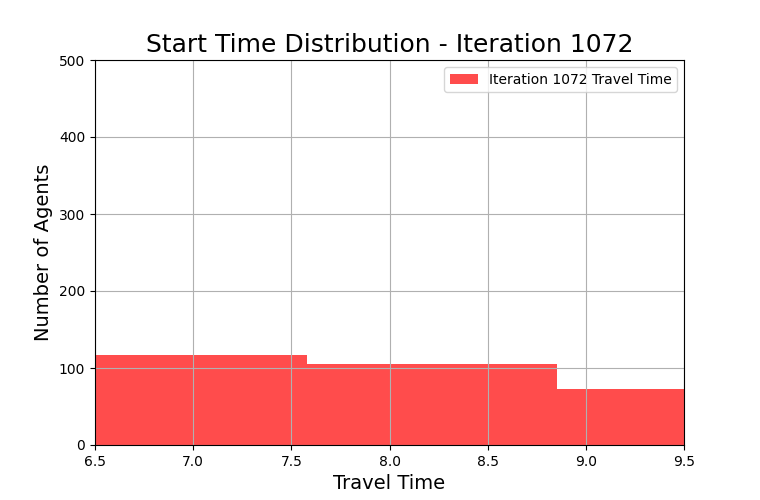 Start Time Distribution - Iteration 1072
Iteration 1072 Travel Time
Number of Agents
500
400
300
200
100
0
6.5 7.0 7.5 8.0 8.5 9.0 9.5
Travel Time